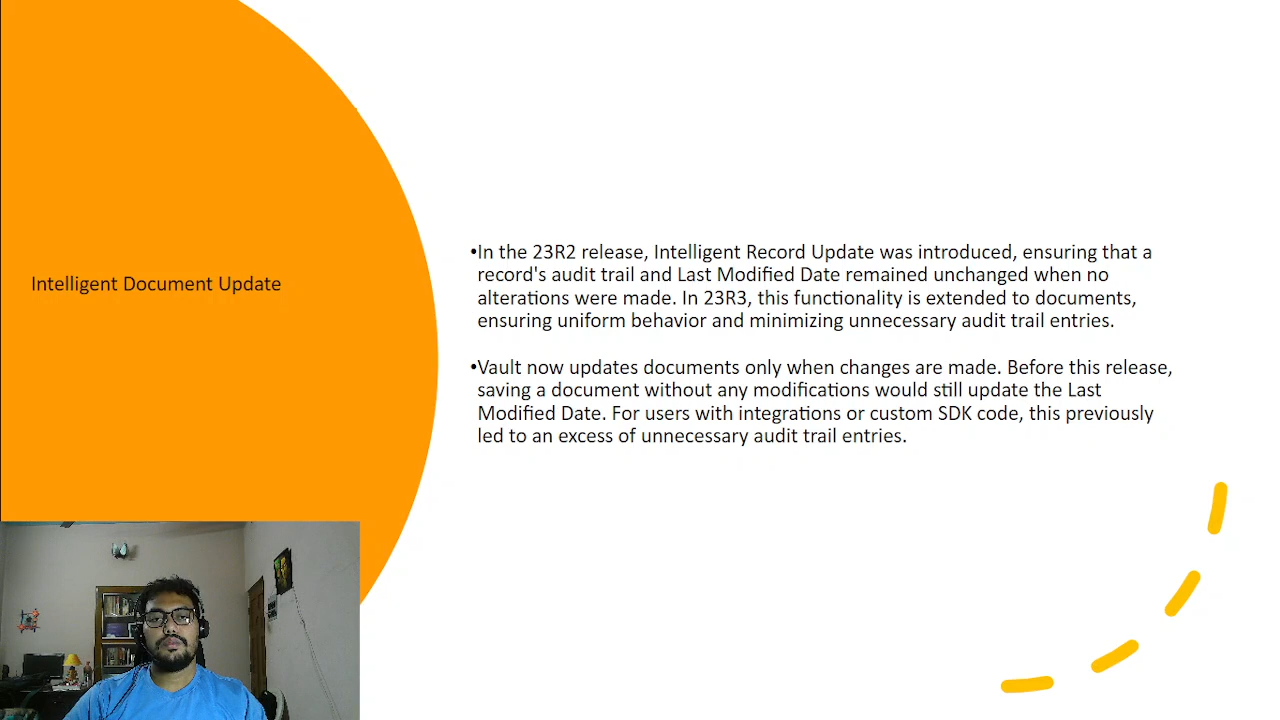 Intelligent Document Update
•In the 23R2 release, Intelligent Record Update was introduced, ensuring that a
record's audit trail and Last Modified Date remained unchanged when no
alterations were made. In 23R3, this functionality is extended to documents,
ensuring uniform behavior and minimizing unnecessary audit trail entries.
•Vault now updates documents only when changes are made. Before this release,
saving a document without any modifications would still update the Last
Modified Date. For users with integrations or custom SDK code, this previously
led to an excess of unnecessary audit trail entries.